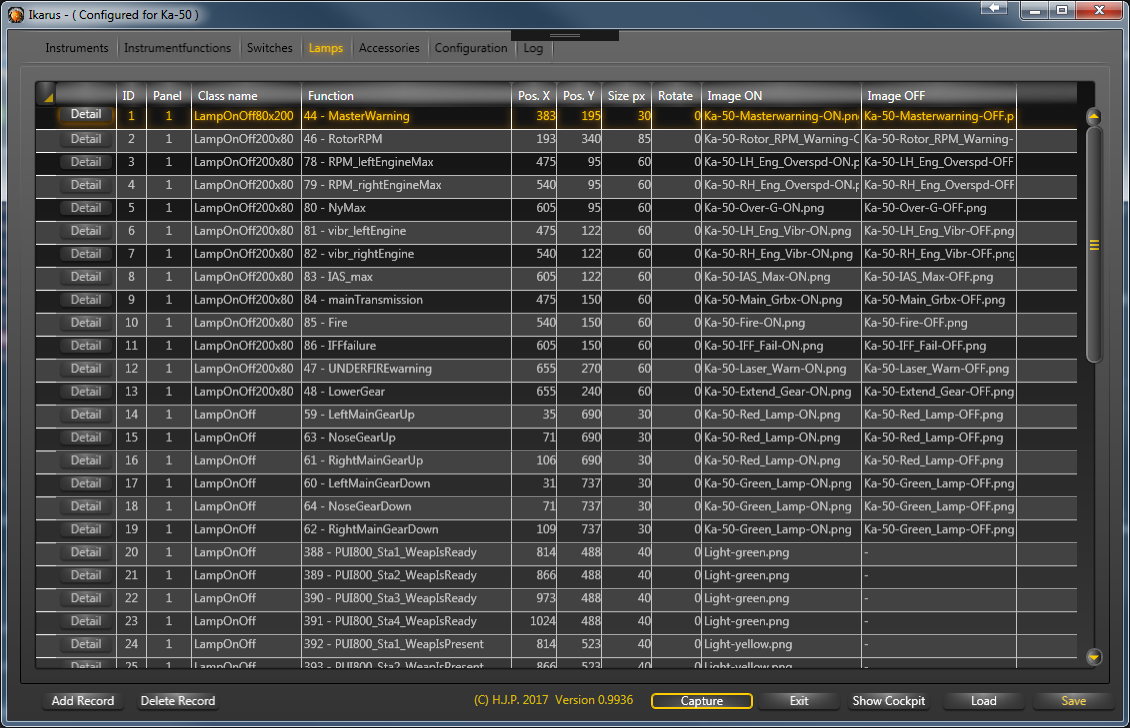 Ikarus - ( Configured for Ka-50 )
Instruments Instrumentfunctions Switches Lamps Accessories Configuration Log
ID Panel Class name Function Pos. X Pos. Y Size px Rotate Image ON Image OFF
Detail 1 1 LampOnOff80x200 44 - MasterWarning 383 195 30 0 Ka-50-Masterwarning-ON.png Ka-50-Masterwarning-OFF.p
Detail 2 1 LampOnOff200x80 46 - RotorRPM 193 340 85 0 Ka-50-Rotor_RPM_Warning-C Ka-50-Rotor_RPM_Warning-
Detail 3 1 LampOnOff200x80 78 - RPM_leftEngineMax 475 95 60 0 Ka-50-LH_Eng_Overspd-ON.p Ka-50-LH_Eng_Overspd-OFF
Detail 4 1 LampOnOff200x80 79 - RPM_rightEngineMax 540 95 60 0 Ka-50-RH_Eng_Overspd-ON.p Ka-50-RH_Eng_Overspd-OFF
Detail 5 1 LampOnOff200x80 80 - NyMax 605 95 60 0 Ka-50-Over-G-ON.png Ka-50-Over-G-OFF.png
Detail 6 1 LampOnOff200x80 81 - vibr_leftEngine 475 122 60 0 Ka-50-LH_Eng_Vibr-ON.png Ka-50-LH_Eng_Vibr-OFF.png
Detail 7 1 LampOnOff200x80 82 - vibr_rightEngine 540 122 60 0 Ka-50-RH_Eng_Vibr-ON.png Ka-50-RH_Eng_Vibr-OFF.png
Detail 8 1 LampOnOff200x80 83 - IAS_max 605 122 60 0 Ka-50-IAS_Max-ON.png Ka-50-IAS_Max-OFF.png
Detail 9 1 LampOnOff200x80 84 - mainTransmission 475 150 60 0 Ka-50-Main_Grbx-ON.png Ka-50-Main_Grbx-OFF.png
Detail 10 1 LampOnOff200x80 85 - Fire 540 150 60 0 Ka-50-Fire-ON.png Ka-50-Fire-OFF.png
Detail 11 1 LampOnOff200x80 86 - IFFfailure 605 150 60 0 Ka-50-IFF_Fail-ON.png Ka-50-IFF_Fail-OFF.png
Detail 12 1 LampOnOff200x80 47 - UNDERFIREwarning 655 270 60 0 Ka-50-Laser_Warn-ON.png Ka-50-Laser_Warn-OFF.png
Detail 13 1 LampOnOff200x80 48 - LowerGear 655 240 60 0 Ka-50-Extend_Gear-ON.png Ka-50-Extend_Gear-OFF.png
Detail 14 1 LampOnOff 59 - LeftMainGearUp 35 690 30 0 Ka-50-Red_Lamp-ON.png Ka-50-Red_Lamp-OFF.png
Detail 15 1 LampOnOff 63 - NoseGearUp 71 690 30 0 Ka-50-Red_Lamp-ON.png Ka-50-Red_Lamp-OFF.png
Detail 16 1 LampOnOff 61 - RightMainGearUp 106 690 30 0 Ka-50-Red_Lamp-ON.png Ka-50-Red_Lamp-OFF.png
Detail 17 1 LampOnOff 60 - LeftMainGearDown 31 737 30 0 Ka-50-Green_Lamp-ON.png Ka-50-Green_Lamp-OFF.png
Detail 18 1 LampOnOff 64 - NoseGearDown 71 737 30 0 Ka-50-Green_Lamp-ON.png Ka-50-Green_Lamp-OFF.png
Detail 19 1 LampOnOff 62 - RightMainGearDown 109 737 30 0 Ka-50-Green_Lamp-ON.png Ka-50-Green_Lamp-OFF.png
Detail 20 1 LampOnOff 388 - PUI800_Sta1_WeapIsReady 814 488 40 0 Light-green.png -
Detail 21 1 LampOnOff 389 - PUI800_Sta2_WeapIsReady 866 488 40 0 Light-green.png -
Detail 22 1 LampOnOff 390 - PUI800_Sta3_WeapIsReady 973 488 40 0 Light-green.png -
Detail 23 1 LampOnOff 391 - PUI800_Sta4_WeapIsReady 1024 488 40 0 Light-green.png -
Detail 24 1 LampOnOff 392 - PUI800_Sta1_WeapIsPresent 814 523 40 0 Light-yellow.png -
Detail 25 1 LampOnOff 393 - PUI800_Sta2_WeapIsPresent 866 523 40 0 Light-yellow.png -
Add Record Delete Record (C) H.J.P. 2017 Version 0.9936 Capture Exit Show Cockpit Load Save